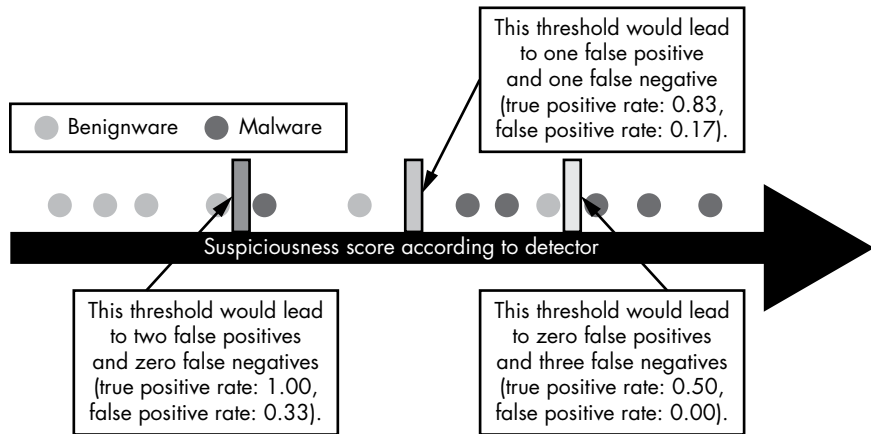 This threshold would lead
to one false positive
and one false negative
(true positive rate: 0.83,
false positive rate: 0.17).
Benignware
Malware
Suspiciousness score according to detector
This threshold would lead
to two false positives
and zero false negatives
(true positive rate: 1.00,
false positive rate: 0.33).
This threshold would lead
to zero false positives
and three false negatives
(true positive rate: 0.50,
false positive rate: 0.00).